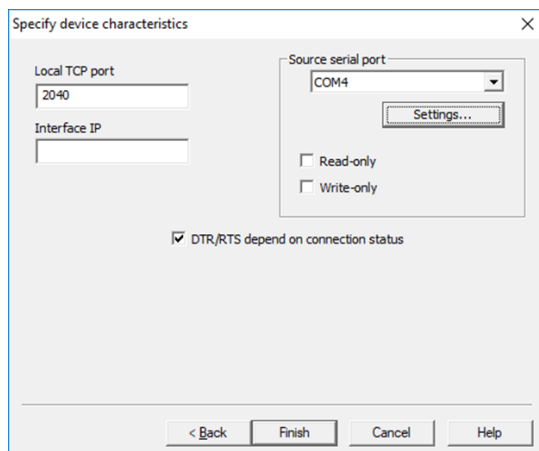 Specify device characteristics
Local TCP port
2040
Interface IP
Source serial port
COM4
Settings...
Read-only
Write-only
DTR/RTS depend on connection status
< Back
Finish
Cancel
Help